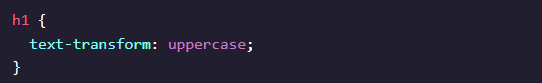 h1 {
  text-transform: uppercase;
}